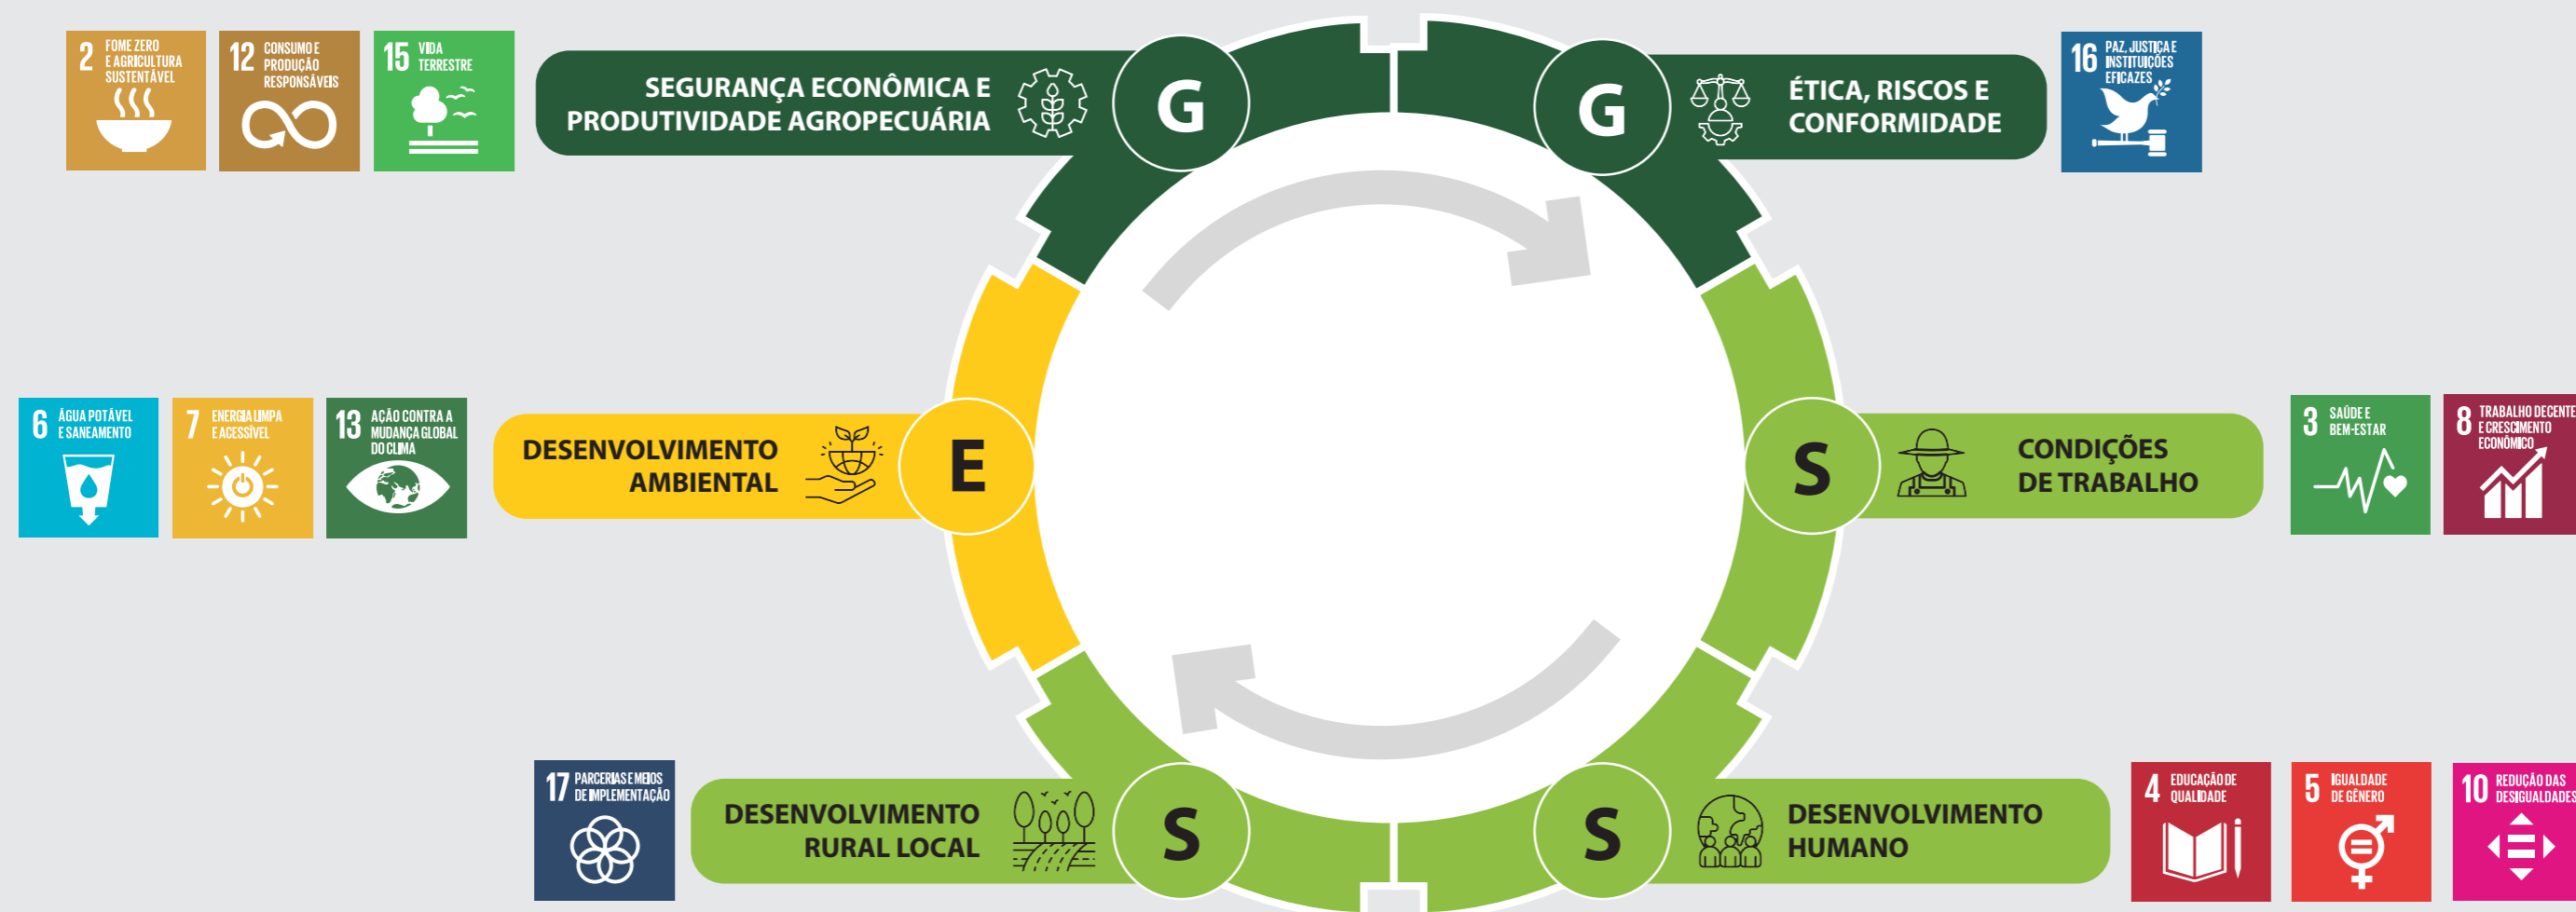 2 FOME ZERO
E AGRICULTURA
SUSTENTÁVEL
12 CONSUMO E
PRODUÇÃO
RESPONSÁVEIS
15 VIDA
TERRESTRE
SEGURANÇA ECONÔMICA E
PRODUTIVIDADE AGROPECUÁRIA
G
G
ÉTICA, RISCOS E
CONFORMIDADE
16 PAZ, JUSTIÇA E
INSTITUIÇÕES
EFICAZES
6 ÁGUA POTÁVEL
E SANEAMENTO
7 ENERGIA LIMPA
E ACESSÍVEL
13 AÇÃO CONTRA A
MUDANÇA GLOBAL
DO CLIMA
DESENVOLVIMENTO
AMBIENTAL
E
S
CONDIÇÕES
DE TRABALHO
3 SAÚDE E
BEM-ESTAR
8 TRABALHO DECENTE
E CRESCIMENTO
ECONÔMICO
17 PARCERIAS E MEIOS
DE IMPLEMENTAÇÃO
DESENVOLVIMENTO
RURAL LOCAL
S
S
DESENVOLVIMENTO
HUMANO
4 EDUCAÇÃO DE
QUALIDADE
5 IGUALDADE
DE GÊNERO
10 REDUÇÃO DAS
DESIGUALDADES